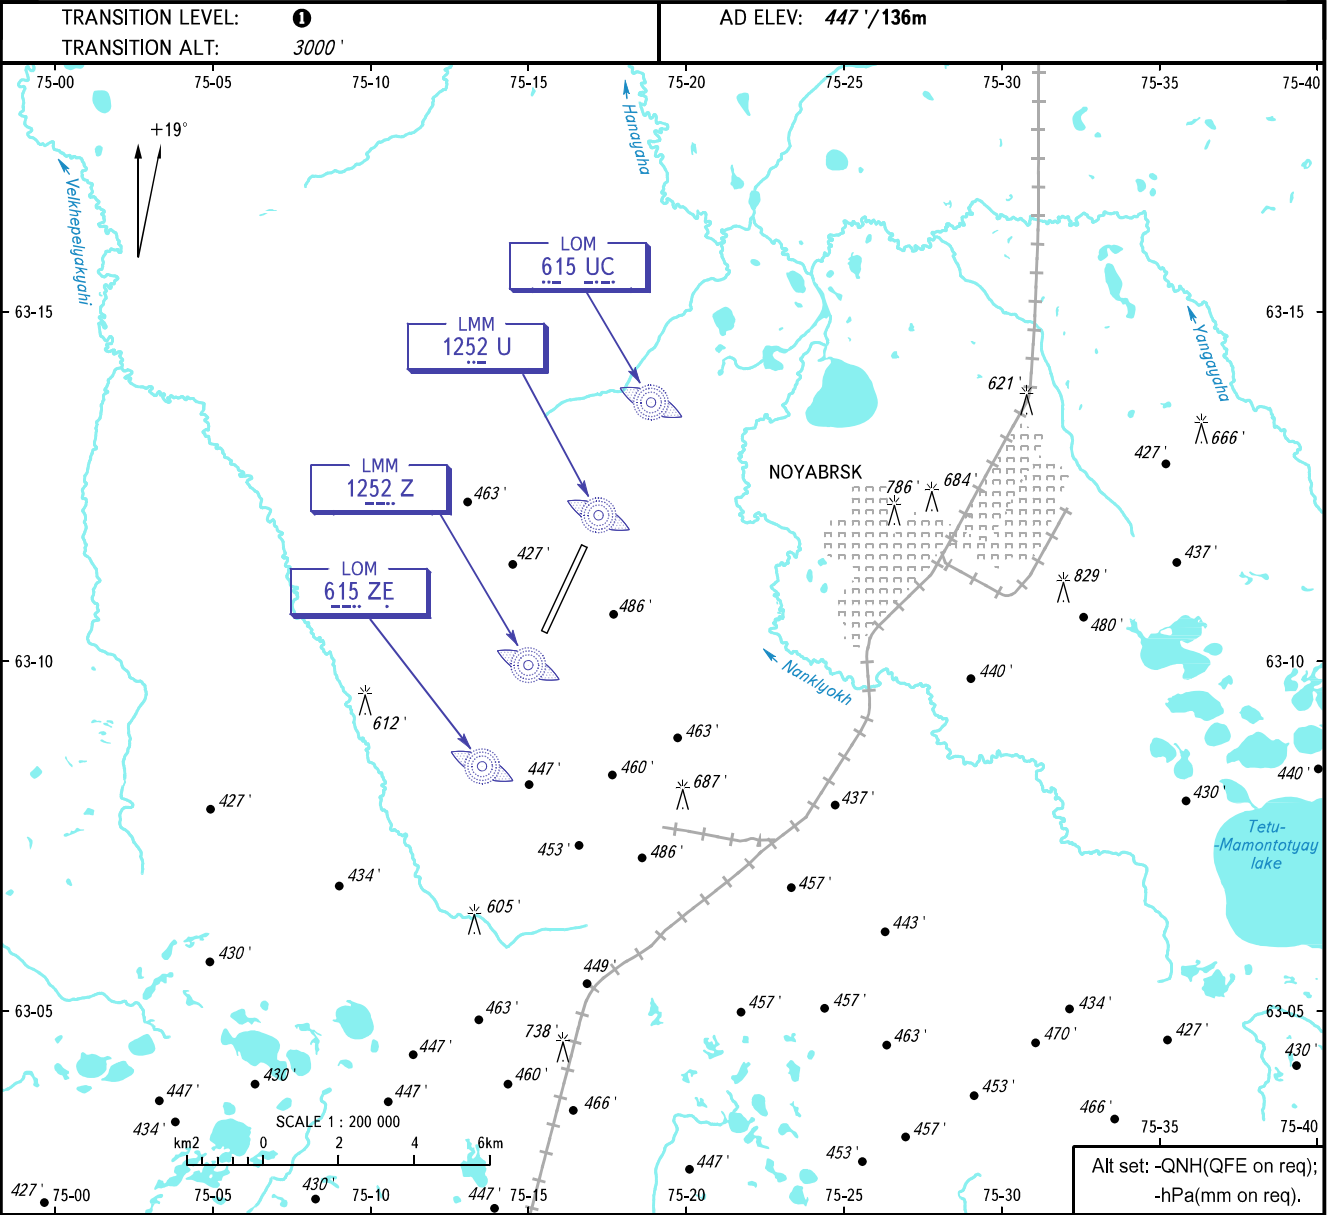 TRANSITION LEVEL: ❶
TRANSITION ALT: 3000'
AD ELEV: 447'/136m
75-00 75-05 75-10 75-15 75-20 75-25 75-30 75-35 75-40
+19°
Hanayaha
Velkhepelyakyahi
LOM
615 UC
63-15 63-15
LMM
1252 U
Yangayaha
621'
666'
427'
LMM
1252 Z
NOYABRSK
463'
786' 684'
427'
437'
LOM
615 ZE
829'
486'
480'
63-10 63-10
Nanklyokh
440'
612'
463'
447' 460'
687'
440'
427'
437'
430'
Tetu-
-Mamontotyay
lake
453' 486'
434'
457'
605'
443'
430'
449'
463'
457' 457'
434'
63-05 63-05
738'
447'
463'
470'
427'
430'
430'
460'
447' 447'
453'
466'
466'
434'
SCALE 1 : 200 000
457'
75-35 75-40
km2 0 2 4 6km
453'
447'
Alt set: -QNH(QFE on req);
-hPa(mm on req).
427' 430' 447'
75-00 75-05 75-10 75-15 75-20 75-25 75-30